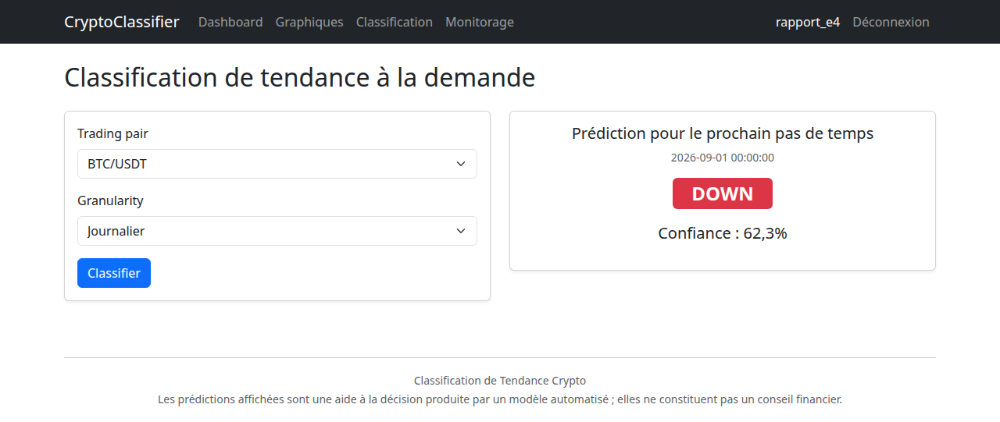 CryptoClassifier Dashboard Graphiques Classification Monitorage rapport_e4 Déconnexion
Classification de tendance à la demande
Trading pair
BTC/USDT
Granularity
Journalier
Classifier
Prédiction pour le prochain pas de temps
2026-09-01 00:00:00
DOWN
Confiance : 62,3%
Classification de Tendance Crypto
Les prédictions affichées sont une aide à la décision produite par un modèle automatisé ; elles ne constituent pas un conseil financier.